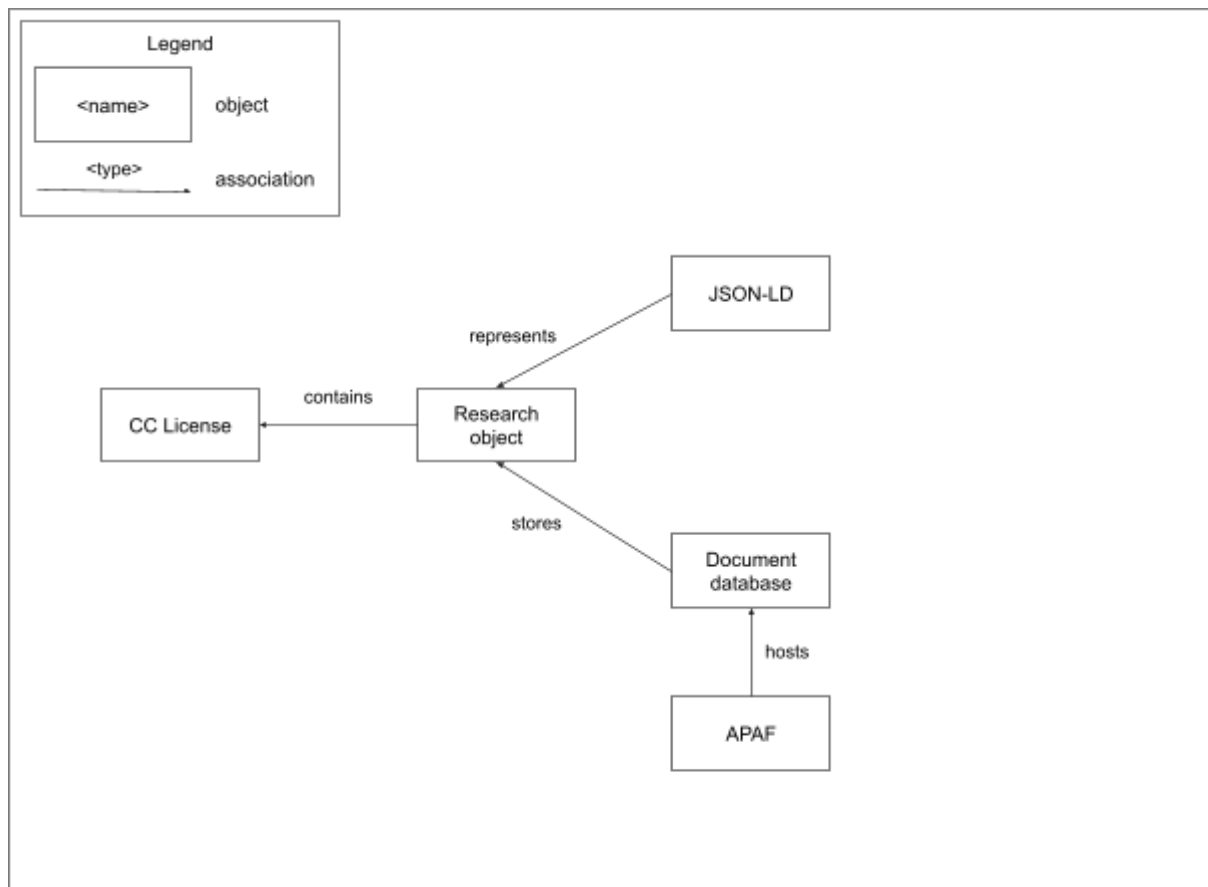 Legend
<name>
object
<type>
association
JSON-LD
represents
contains
CC License
Research
object
stores
Document
database
hosts
APAF